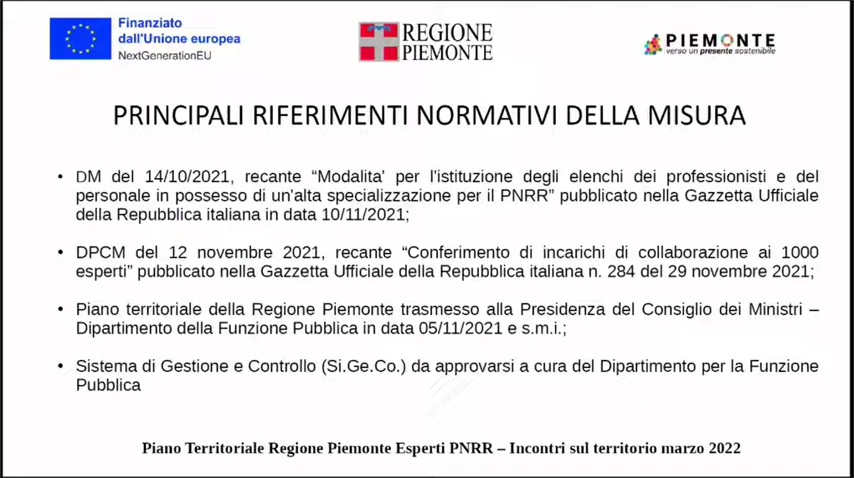 Finanziato
dall'Unione europea
NextGenerationEU
REGIONE
PIEMONTE
PIEMONTE
verso un presente sostenibile
PRINCIPALI RIFERIMENTI NORMATIVI DELLA MISURA
• DM del 14/10/2021, recante “Modalita' per l'istituzione degli elenchi dei professionisti e del
personale in possesso di un'alta specializzazione per il PNRR” pubblicato nella Gazzetta Ufficiale
della Repubblica italiana in data 10/11/2021;
• DPCM del 12 novembre 2021, recante “Conferimento di incarichi di collaborazione ai 1000
esperti” pubblicato nella Gazzetta Ufficiale della Repubblica italiana n. 284 del 29 novembre 2021;
• Piano territoriale della Regione Piemonte trasmesso alla Presidenza del Consiglio dei Ministri –
Dipartimento della Funzione Pubblica in data 05/11/2021 e s.m.i.;
• Sistema di Gestione e Controllo (Si.Ge.Co.) da approvarsi a cura del Dipartimento per la Funzione
Pubblica
Piano Territoriale Regione Piemonte Esperti PNRR – Incontri sul territorio marzo 2022